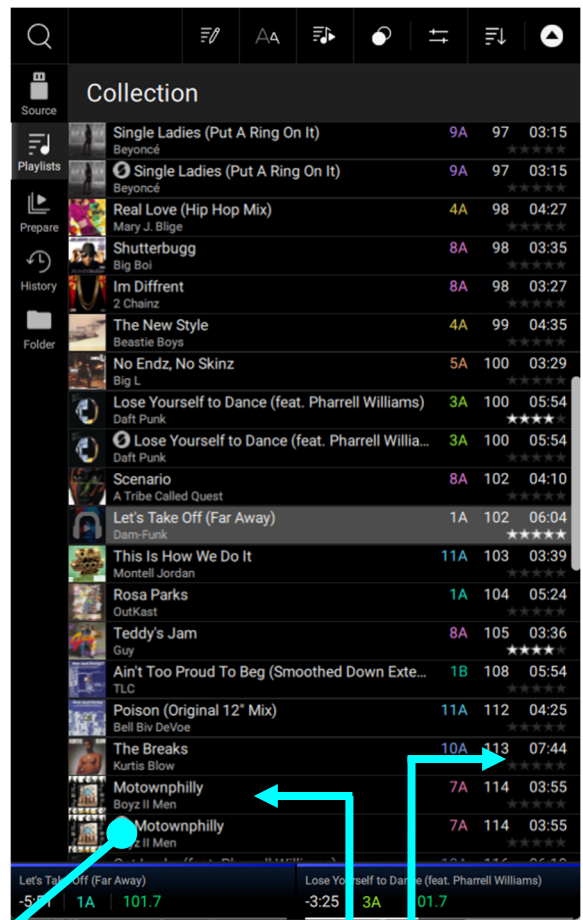 AA
Collection
Source
Playlists
Prepare
History
Folder
Single Ladies (Put A Ring On It) 9A 97 03:15
Beyoncé
Single Ladies (Put A Ring On It) 9A 97 03:15
Beyoncé
Real Love (Hip Hop Mix) 4A 98 04:27
Mary J. Blige
Shutterbugg 8A 98 03:35
Big Boi
Im Diffrent 8A 98 03:27
2 Chainz
The New Style 4A 99 04:35
Beastie Boys
No Endz, No Skinz 5A 100 03:29
Big L
Lose Yourself to Dance (feat. Pharrell Williams) 3A 100 05:54
Daft Punk
Lose Yourself to Dance (feat. Pharrell Willia... 3A 100 05:54
Daft Punk
Scenario 8A 102 04:10
A Tribe Called Quest
Let's Take Off (Far Away) 1A 102 06:04
Dam-Funk
This Is How We Do It 11A 103 03:39
Montell Jordan
Rosa Parks 1A 104 05:24
OutKast
Teddy's Jam 8A 105 03:36
Guy
Ain't Too Proud To Beg (Smoothed Down Exte... 1B 108 05:54
TLC
Poison (Original 12" Mix) 11A 112 04:25
Bell Biv DeVoe
The Breaks 10A 113 07:44
Kurtis Blow
Motownphilly 7A 114 03:55
Boyz II Men
Motownphilly 7A 114 03:55
II Men
Let's Take Off (Far Away) Lose Yourself to Dance (feat. Pharrell Williams)
1A 101.7 -3:25 3A 01.7